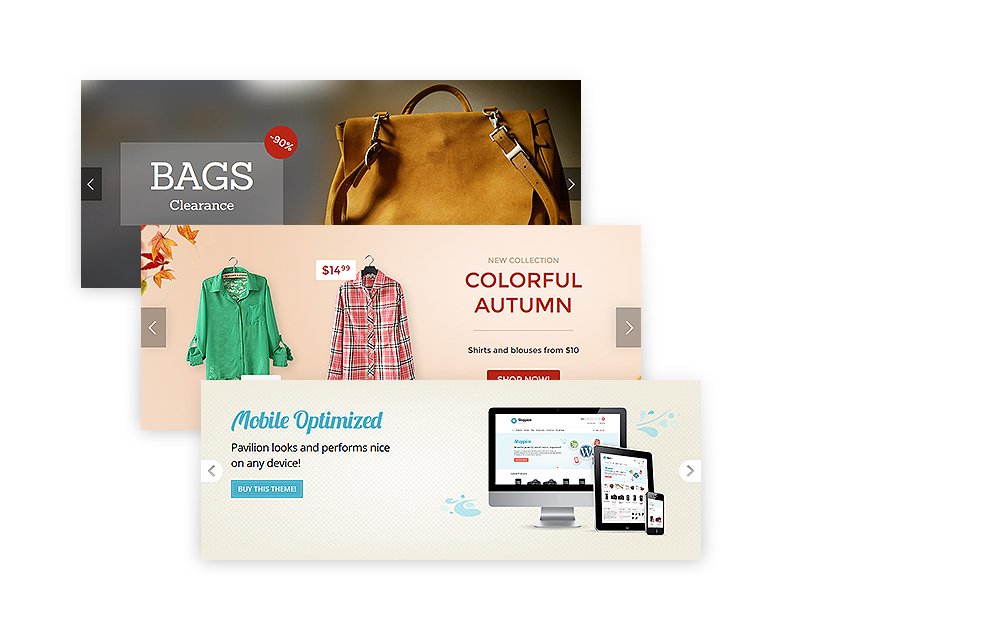 -90%
BAGS
Clearance
$14.99
NEW COLLECTION
COLORFUL
AUTUMN
Shirts and blouses from $10
SHOP NOW!
Mobile Optimized
Pavilion looks and performs nice
on any device!
BUY THIS THEME!
Shoppica
Shoppica